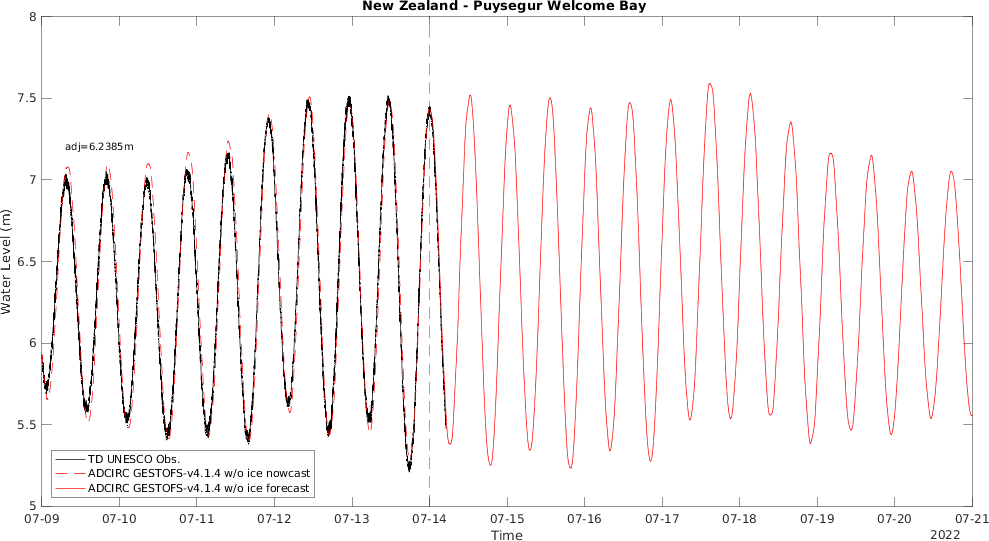 New Zealand - Puysegur Welcome Bay
8
7.5
7
6.5
6
5.5
5
Water Level (m)
adj=6.2385m
TD UNESCO Obs.
ADCIRC GESTOFS-v4.1.4 w/o ice nowcast
ADCIRC GESTOFS-v4.1.4 w/o ice forecast
07-09 07-10 07-11 07-12 07-13 07-14 07-15 07-16 07-17 07-18 07-19 07-20 07-21
Time
2022